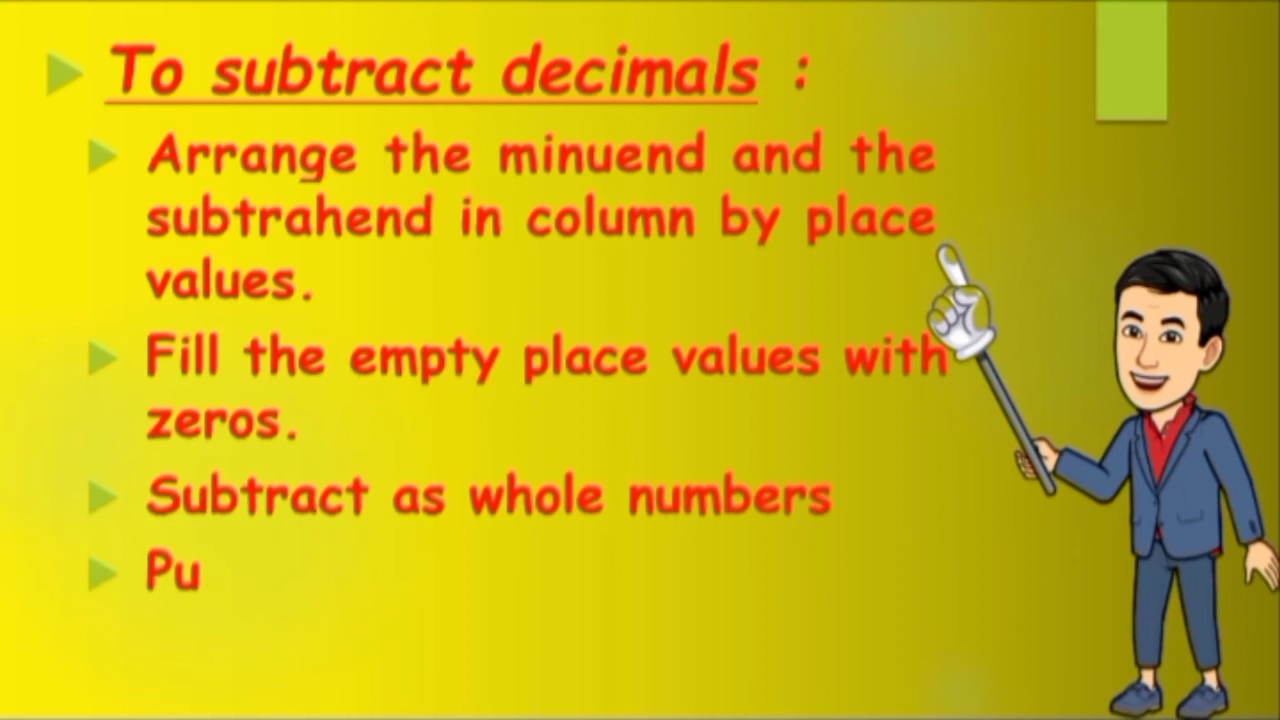 To subtract decimals :
Arrange the minuend and the
subtrahend in column by place
values.
Fill the empty place values with
zeros.
Subtract as whole numbers
Pu